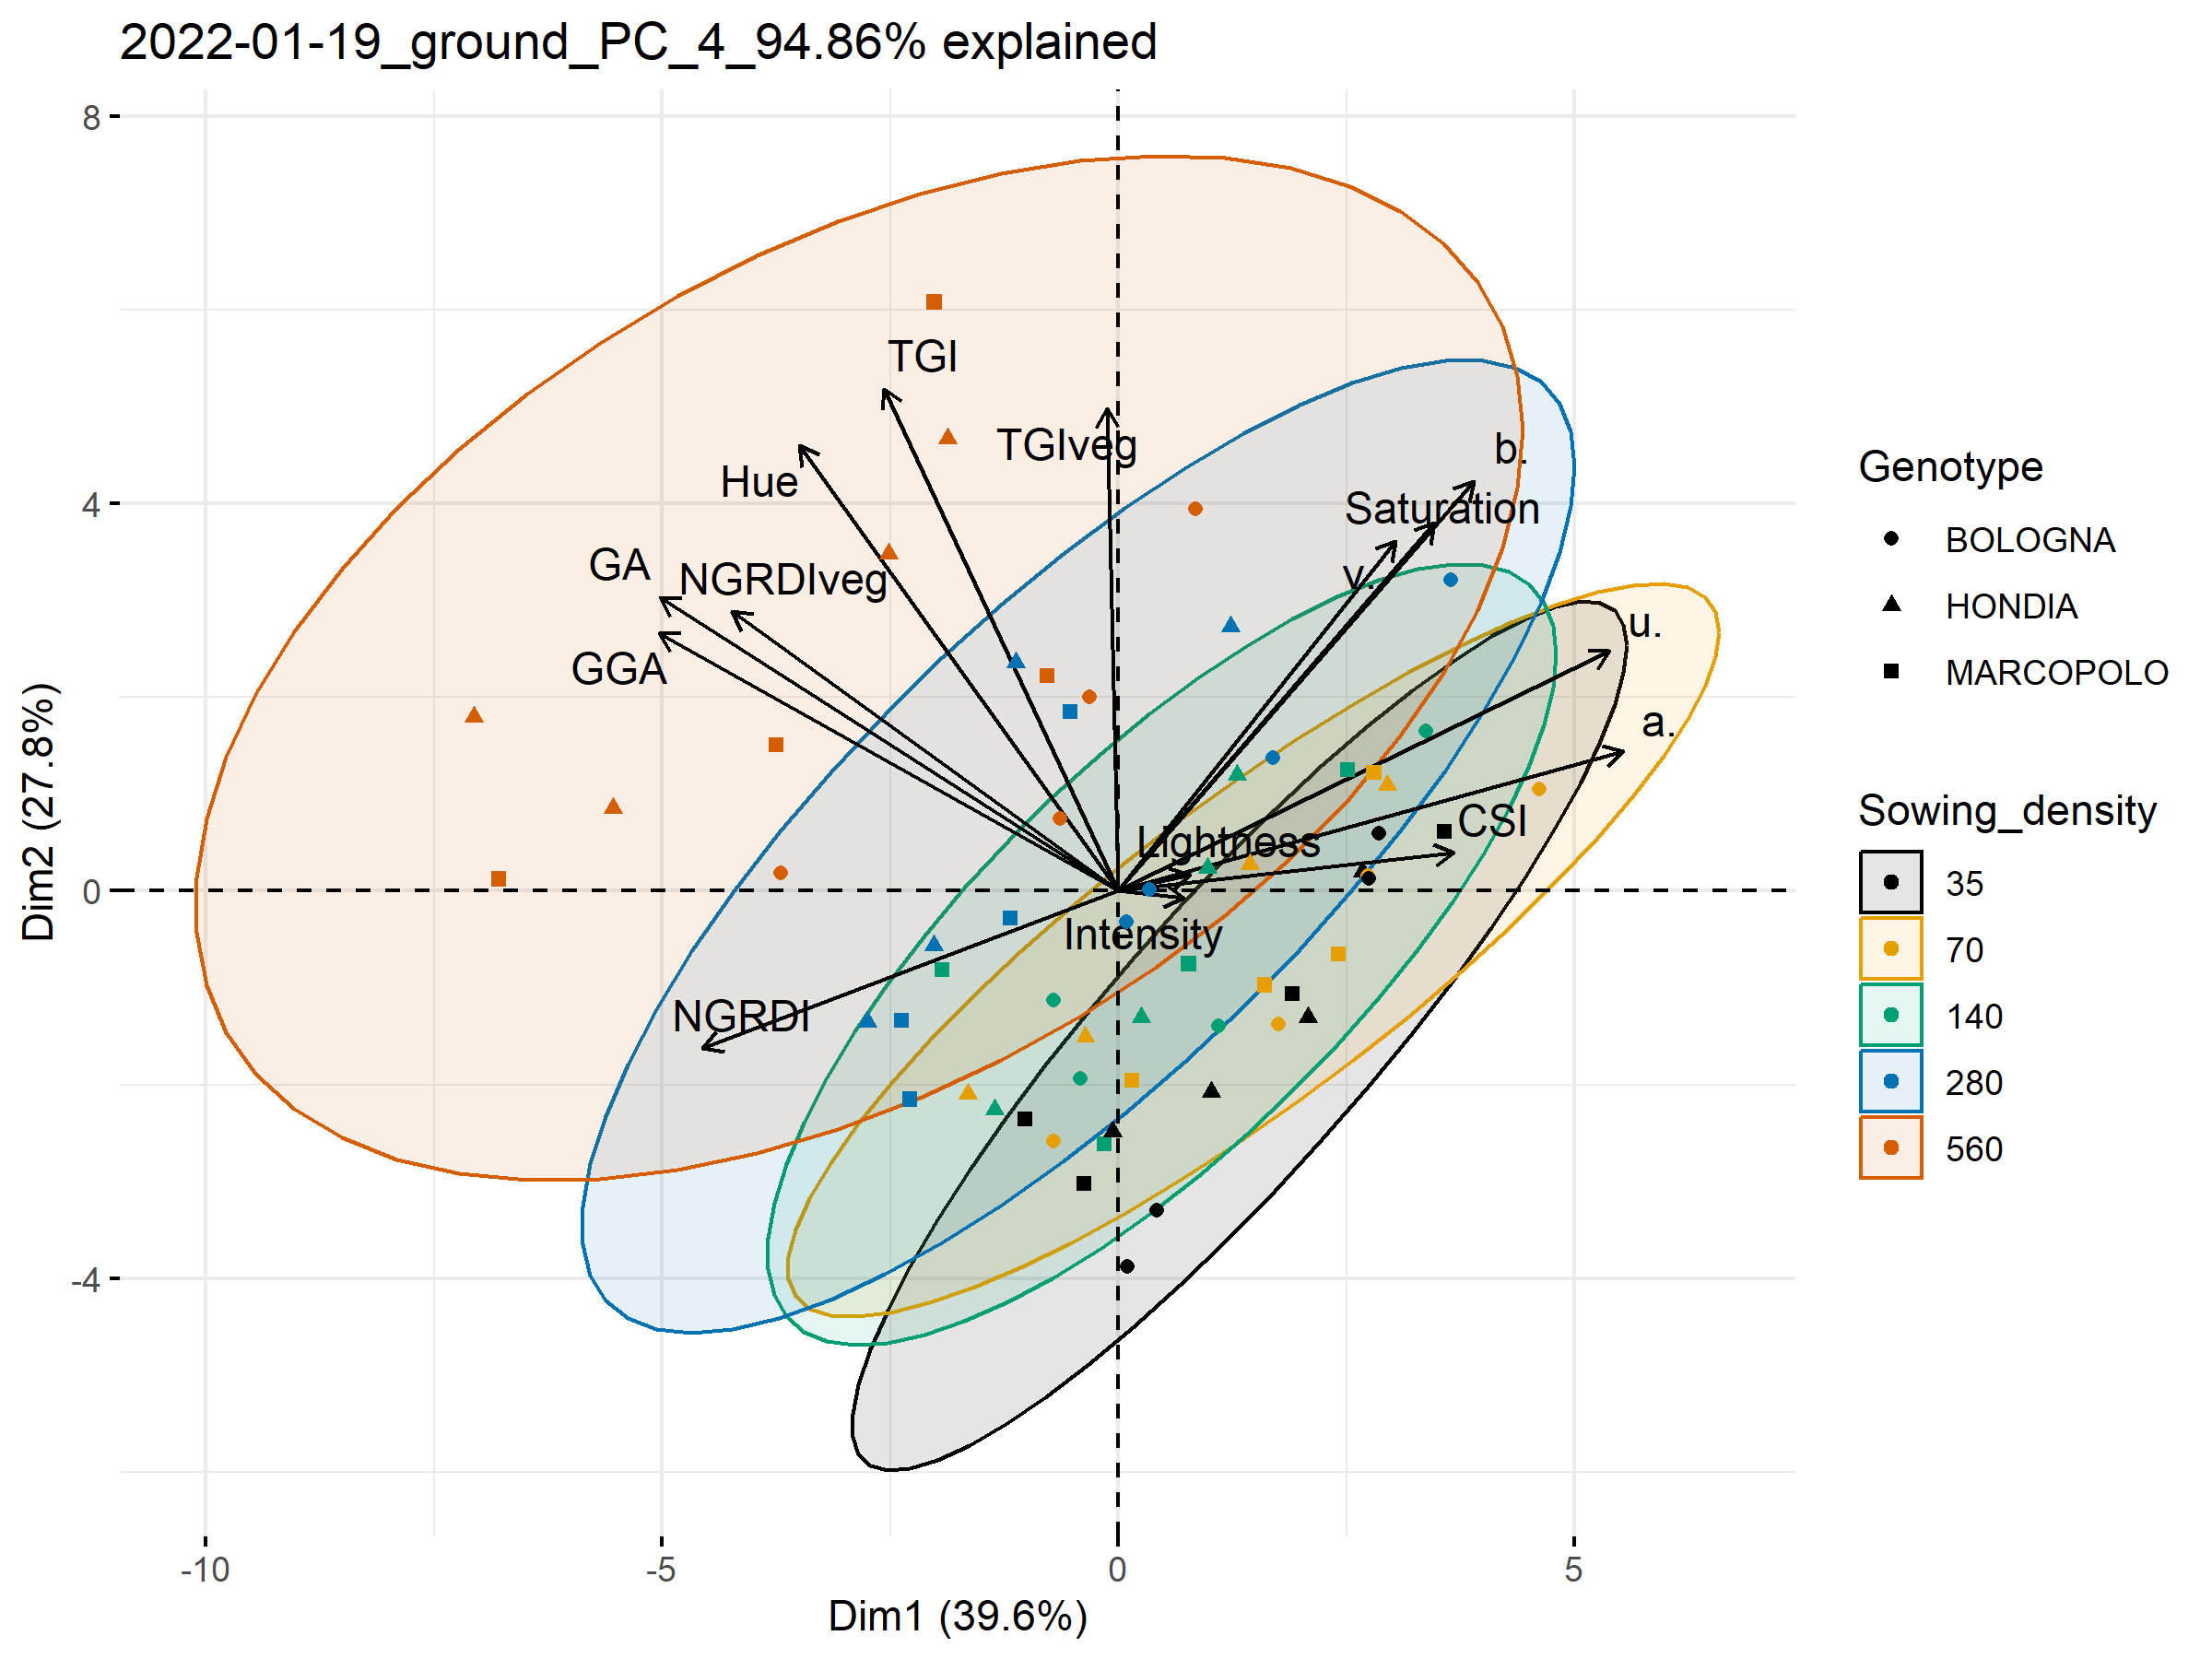 2022-01-19_ground_PC_4_94.86% explained
8
4
0
-4
-10
-5
0
5
Dim2 (27.8%)
Dim1 (39.6%)
TGI
TGIveg
b.
Hue
Saturation
GA
NGRDIveg
v.
u.
GGA
a.
CSI
Lightness
Intensity
NGRDI
Genotype
BOLOGNA
HONDIA
MARCOPOLO
Sowing_density
35
70
140
280
560